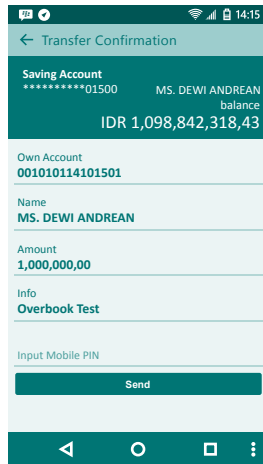 14:15
Transfer Confirmation
Saving Account
**********01500
MS. DEWI ANDREAN
balance
IDR 1,098,842,318,43
Own Account
001010114101501
Name
MS. DEWI ANDREAN
Amount
1,000,000,00
Info
Overbook Test
Input Mobile PIN
Send